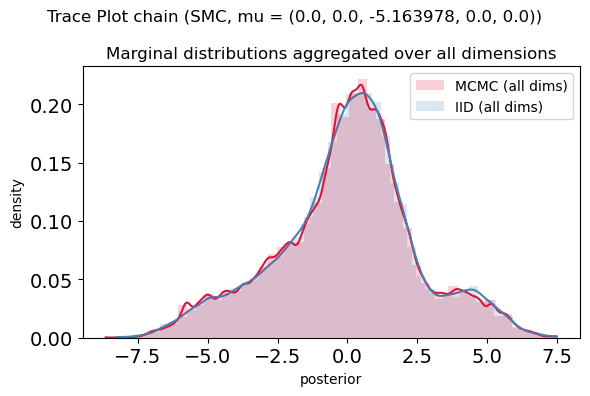 Trace Plot chain (SMC, mu = (0.0, 0.0, -5.163978, 0.0, 0.0))
Marginal distributions aggregated over all dimensions
MCMC (all dims)
IID (all dims)
density
0.20
0.15
0.10
0.05
0.00
−7.5 −5.0 −2.5 0.0 2.5 5.0 7.5
posterior